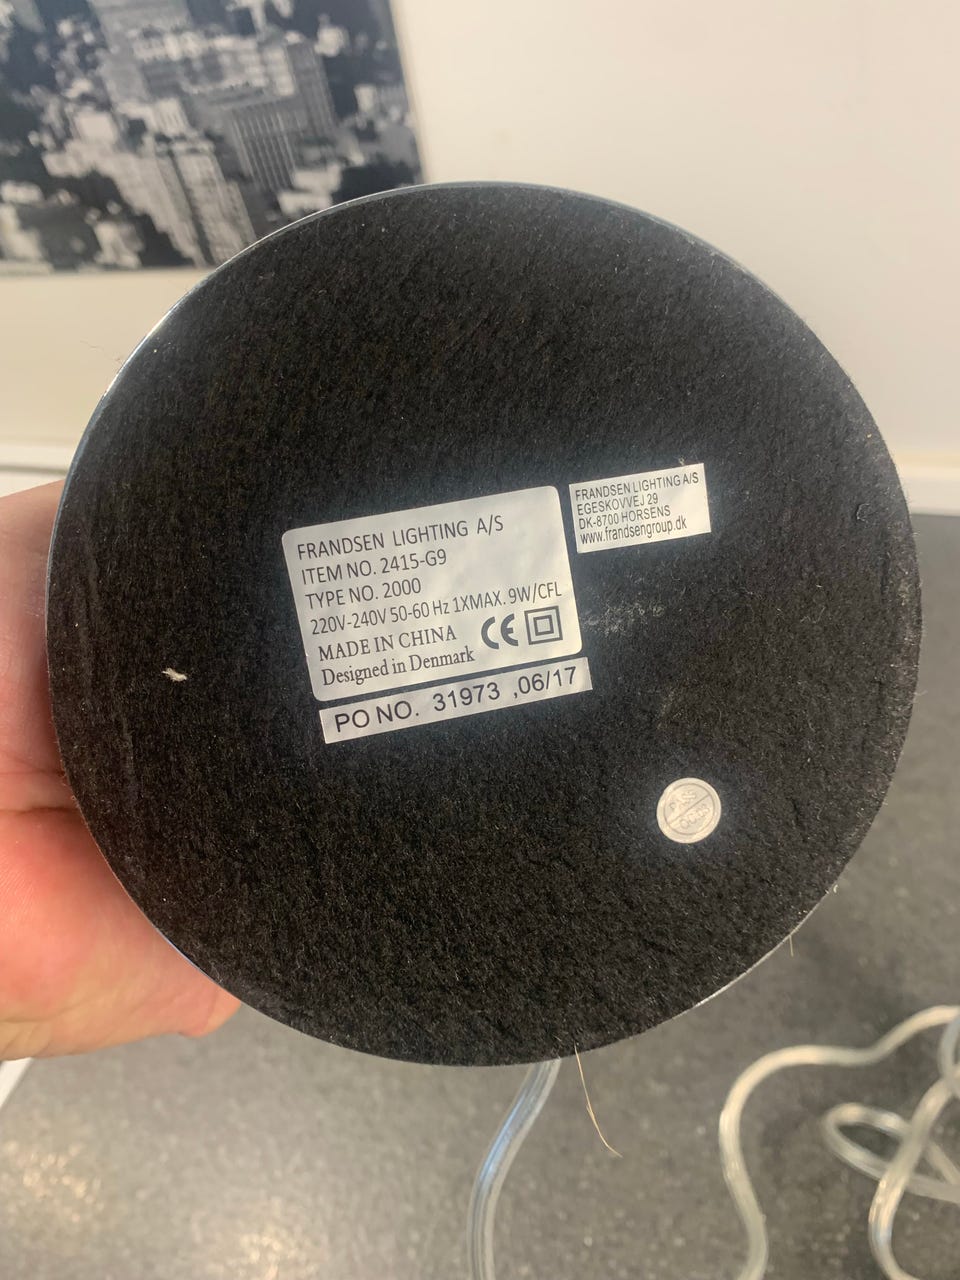 FRANDSEN LIGHTING A/S
ITEM NO. 2415-G9
TYPE NO. 2000
220V-240V 50-60 Hz 1XMAX. 9W/CFL
MADE IN CHINA CE
Designed in Denmark
PO NO. 31973 ,06/17
FRANDSEN LIGHTING A/S
EGESKOVVEJ 29
DK-8700 HORSENS
www.frandsengroup.dk
PASS